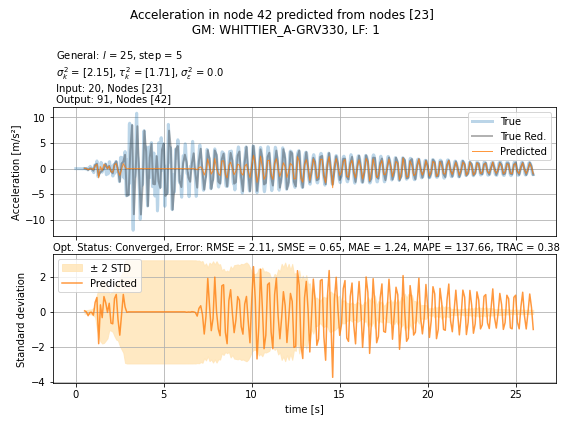 Acceleration in node 42 predicted from nodes [23]
GM: WHITTIER_A-GRV330, LF: 1
General: l = 25, step = 5
σ²ₖ = [2.15], τ²ₖ = [1.71], σ²ε = 0.0
Input: 20, Nodes [23]
Output: 91, Nodes [42]
Acceleration [m/s²]
10
5
0
−5
−10
True
True Red.
Predicted
Opt. Status: Converged, Error: RMSE = 2.11, SMSE = 0.65, MAE = 1.24, MAPE = 137.66, TRAC = 0.38
Standard deviation
2
0
−2
−4
± 2 STD
Predicted
0 5 10 15 20 25
time [s]